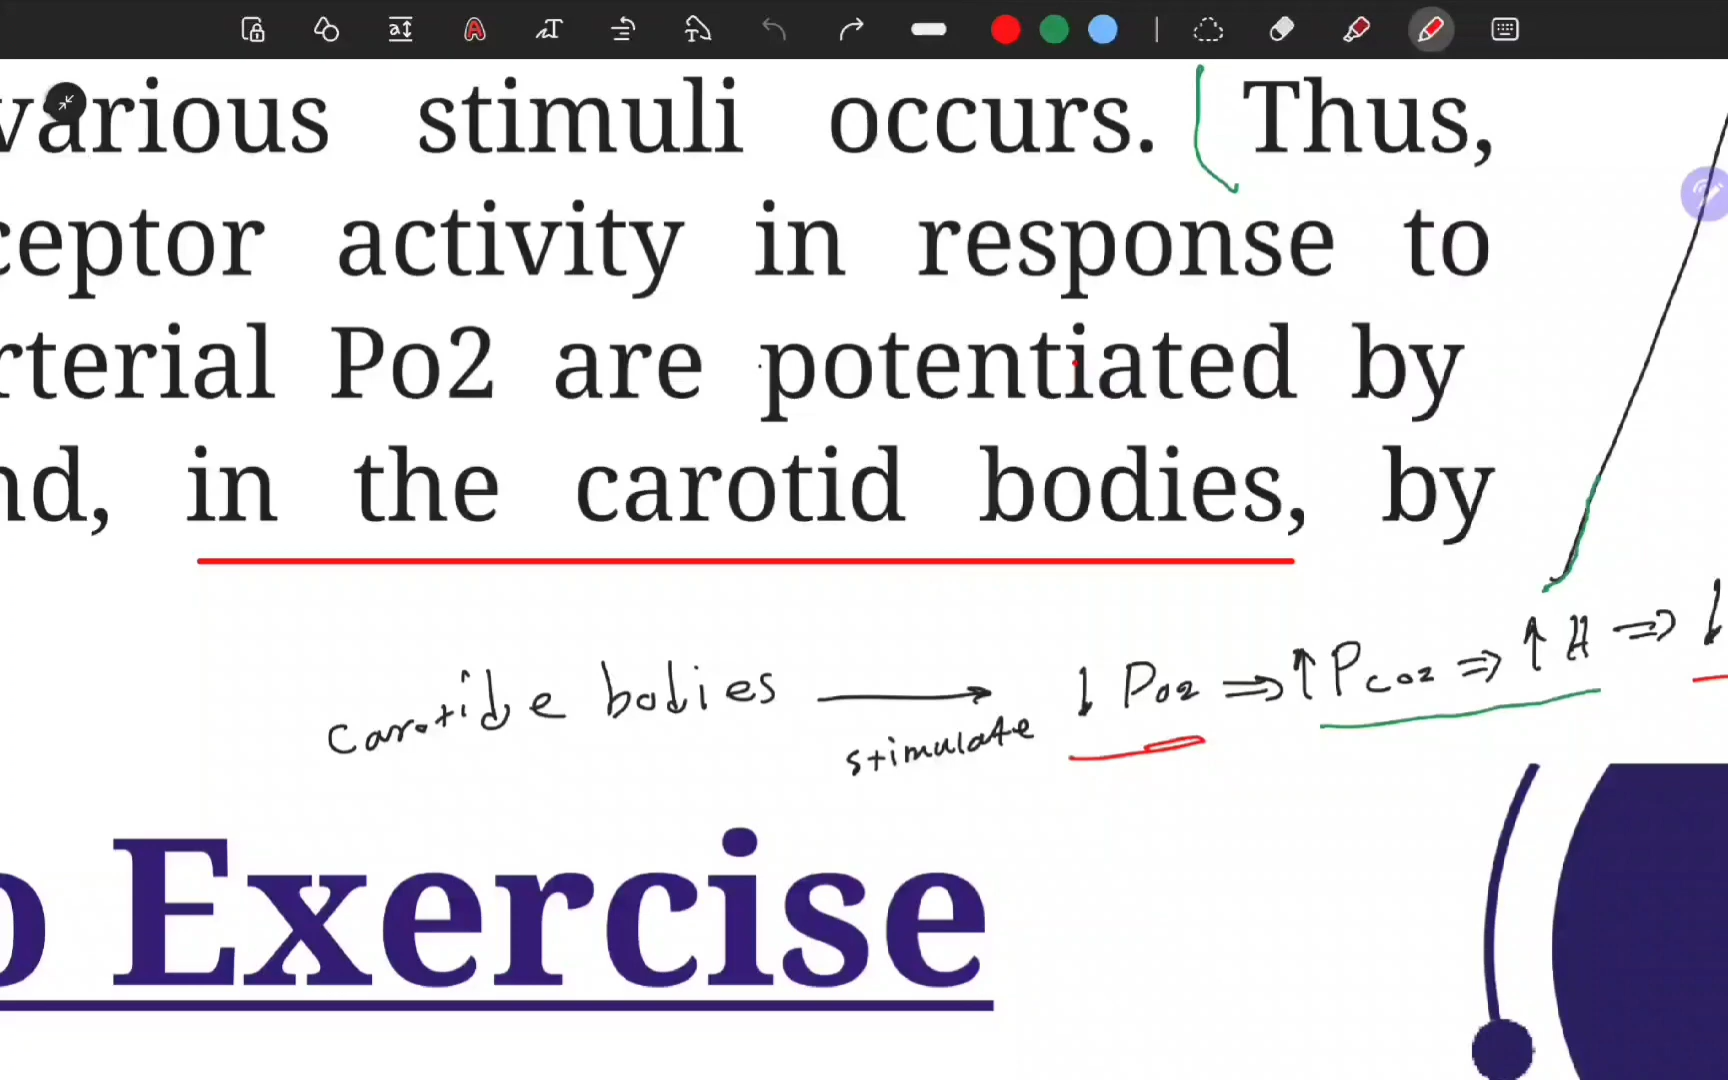 various stimuli occurs. Thus,
ceptor activity in response to
rterial Po2 are potentiated by
nd, in the carotid bodies, by
carotide bodies → stimulate ↓ Po2 ⇒ ↑ Pco2 ⇒ ↑ H ⇒ ↓
o Exercise